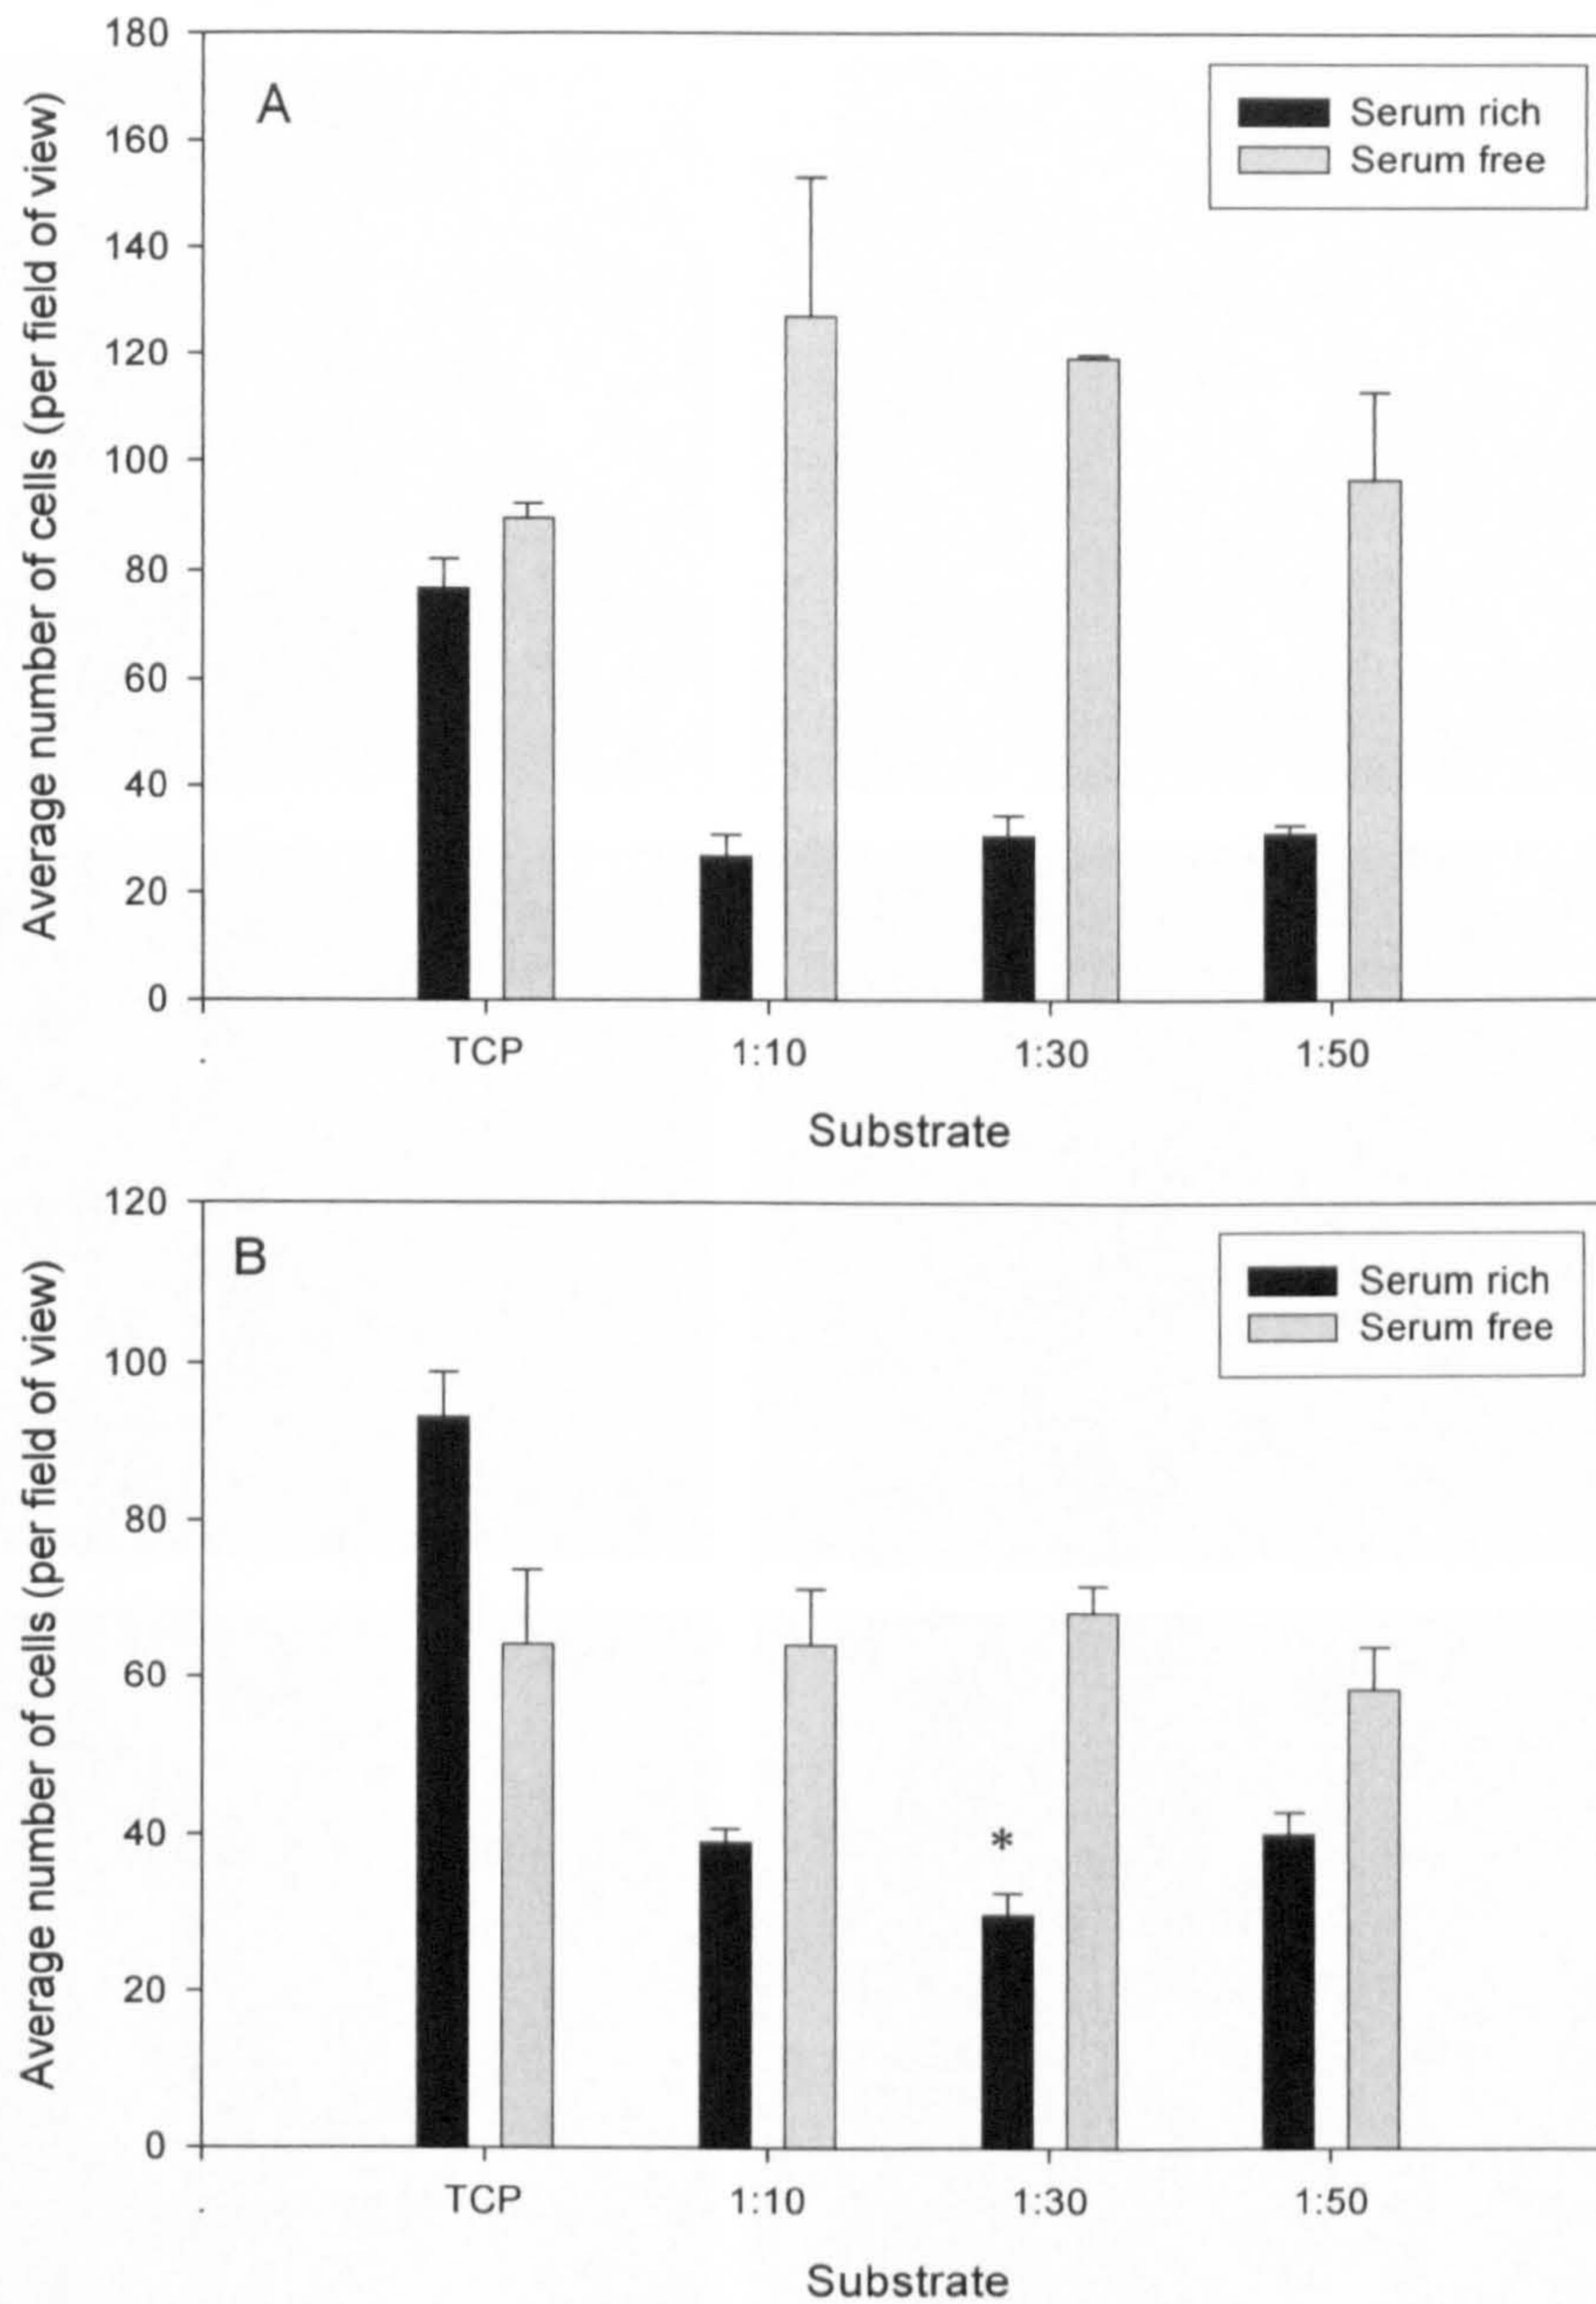 180
160
140
120
100
80
60
40
20
0
Average number of cells (per field of view)
A
Serum rich
Serum free
TCP 1:10 1:30 1:50
Substrate
120
100
80
60
40
20
0
Average number of cells (per field of view)
B
Serum rich
Serum free
*
TCP 1:10 1:30 1:50
Substrate